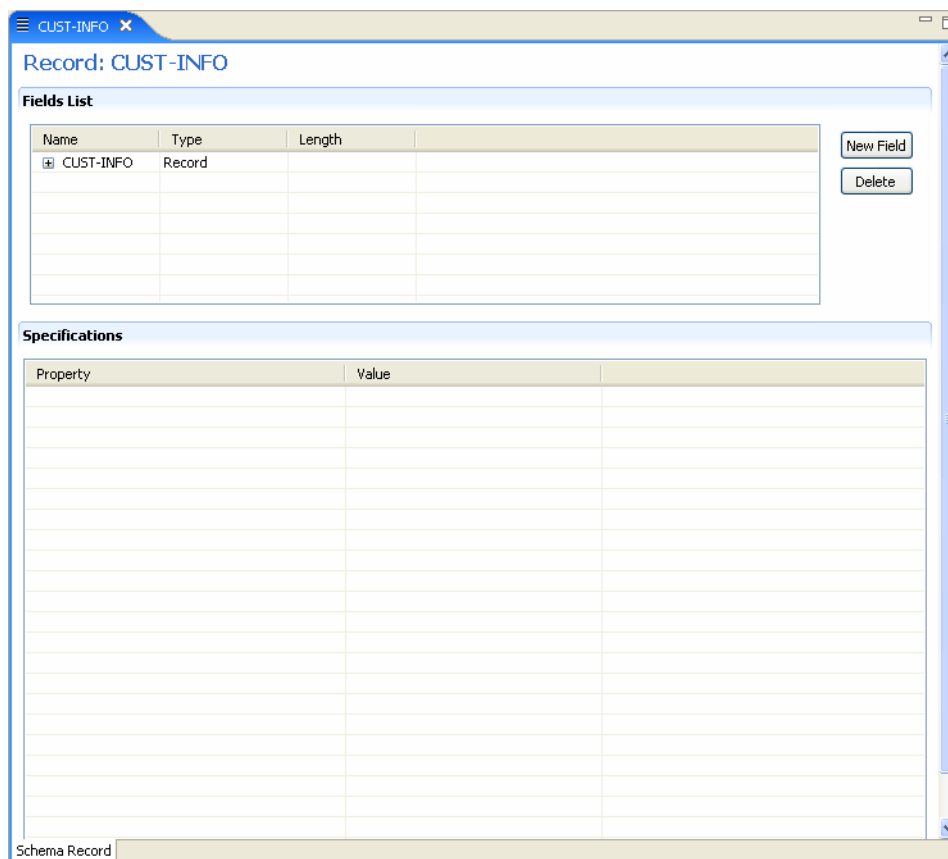 CUST-INFO
Record: CUST-INFO
Fields List
Name Type Length
CUST-INFO Record
New Field
Delete
Specifications
Property Value
Schema Record